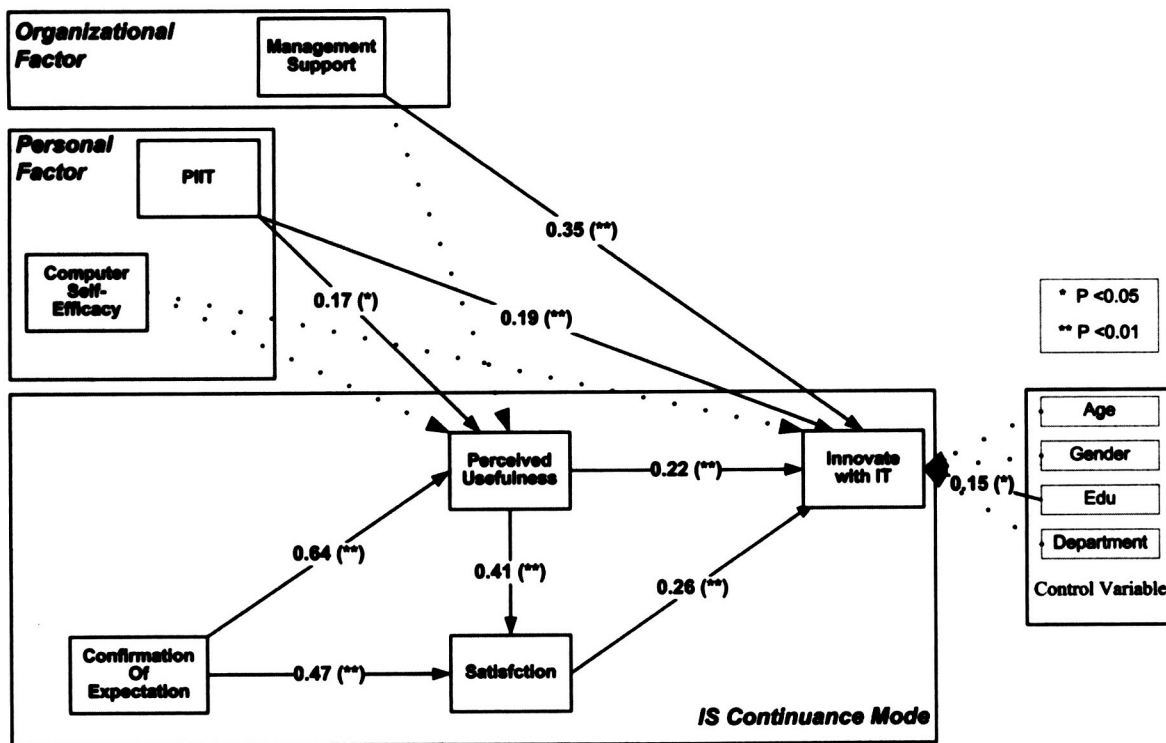 Organizational
Factor
Management
Support
Personal
Factor
PIIT
Computer
Self-
Efficacy
0.35 (**)
0.17 (*)
0.19 (**)
* P <0.05
** P <0.01
Age
Gender
Edu
Department
Control Variable
Perceived
Usefulness
0.22 (**)
Innovate
with IT
0.15 (*)
0.64 (**)
0.41 (**)
0.26 (**)
Confirmation
Of
Expectation
0.47 (**)
Satisfction
IS Continuance Mode